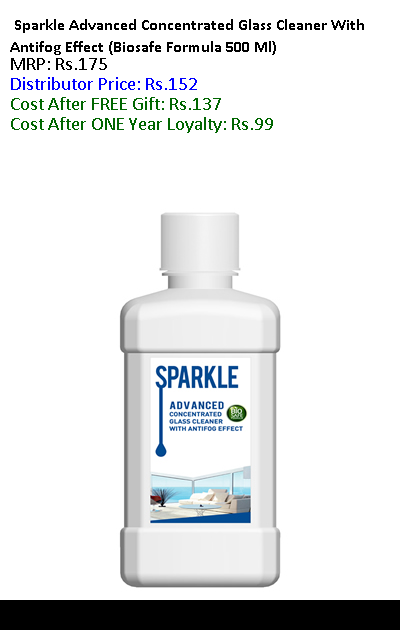 Sparkle Advanced Concentrated Glass Cleaner With
Antifog Effect (Biosafe Formula 500 Ml)
MRP: Rs.175
Distributor Price: Rs.152
Cost After FREE Gift: Rs.137
Cost After ONE Year Loyalty: Rs.99
SPARKLE
ADVANCED
CONCENTRATED
GLASS CLEANER
WITH ANTIFOG EFFECT
Bio